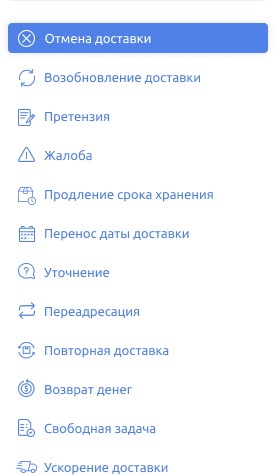 Отмена доставки
Возобновление доставки
Претензия
Жалоба
Продление срока хранения
Перенос даты доставки
Уточнение
Переадресация
Повторная доставка
Возврат денег
Свободная задача
Ускорение доставки